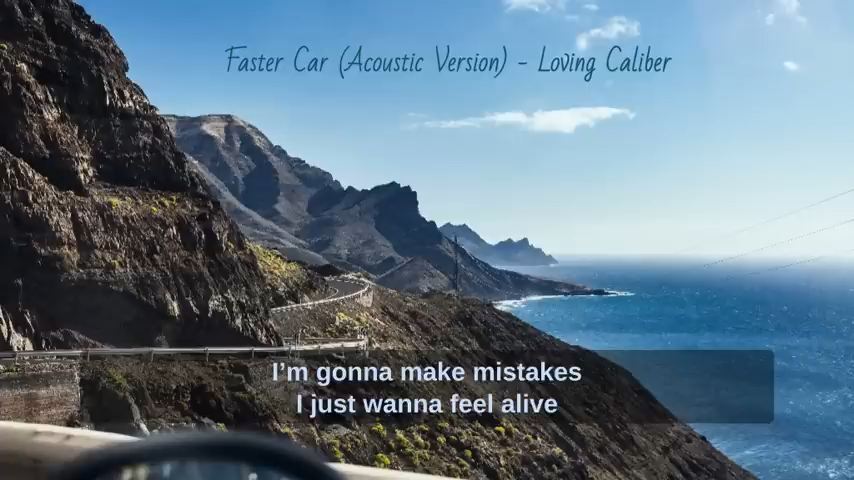 Faster Car (Acoustic Version) - Loving Caliber
I'm gonna make mistakes
I just wanna feel alive